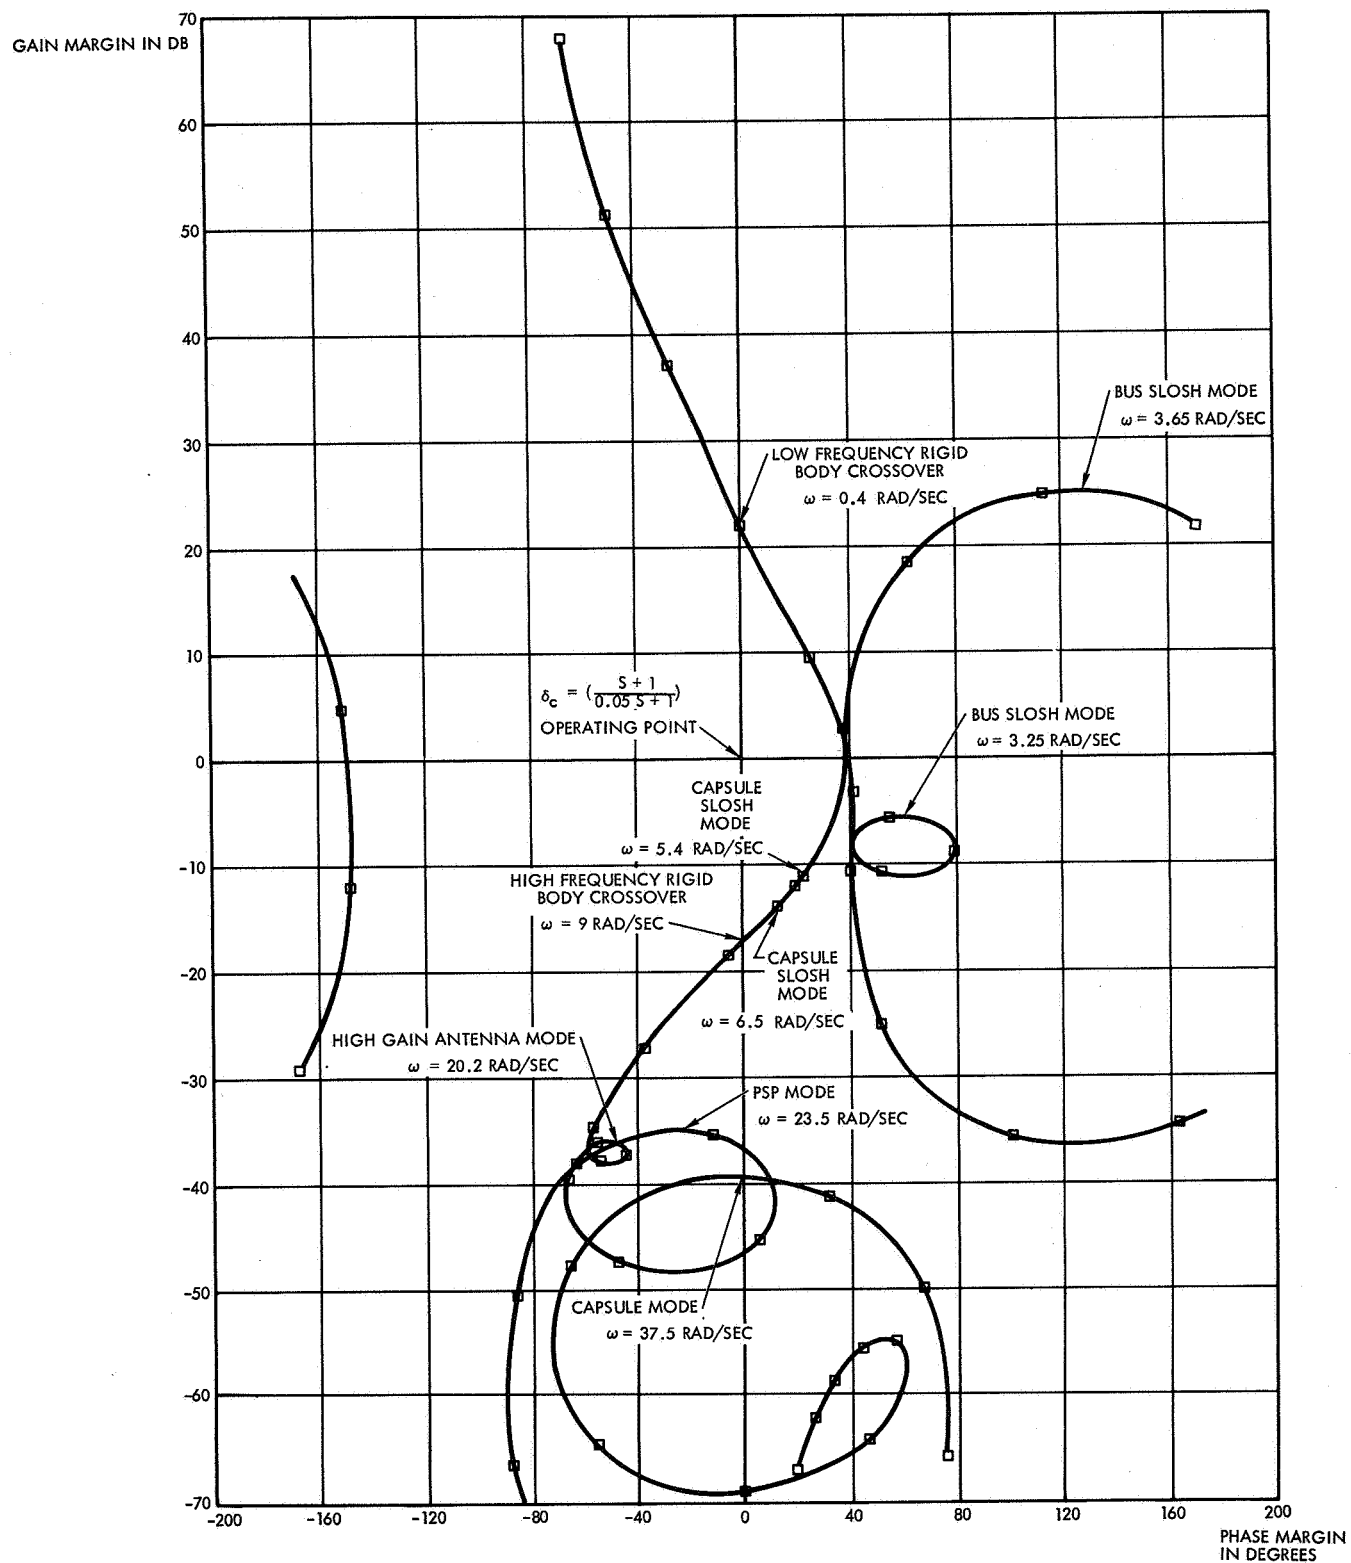 GAIN MARGIN IN DB
70
60
50
40
30
20
10
0
-10
-20
-30
-40
-50
-60
-70
BUS SLOSH MODE
ω = 3.65 RAD/SEC
LOW FREQUENCY RIGID
BODY CROSSOVER
ω = 0.4 RAD/SEC
δc = (S + 1 / 0.05 S + 1)
OPERATING POINT
BUS SLOSH MODE
ω = 3.25 RAD/SEC
CAPSULE
SLOSH
MODE
ω = 5.4 RAD/SEC
HIGH FREQUENCY RIGID
BODY CROSSOVER
ω = 9 RAD/SEC
CAPSULE
SLOSH
MODE
ω = 6.5 RAD/SEC
HIGH GAIN ANTENNA MODE
ω = 20.2 RAD/SEC
PSP MODE
ω = 23.5 RAD/SEC
CAPSULE MODE
ω = 37.5 RAD/SEC
-200 -160 -120 -80 -40 0 40 80 120 160 200
PHASE MARGIN
IN DEGREES